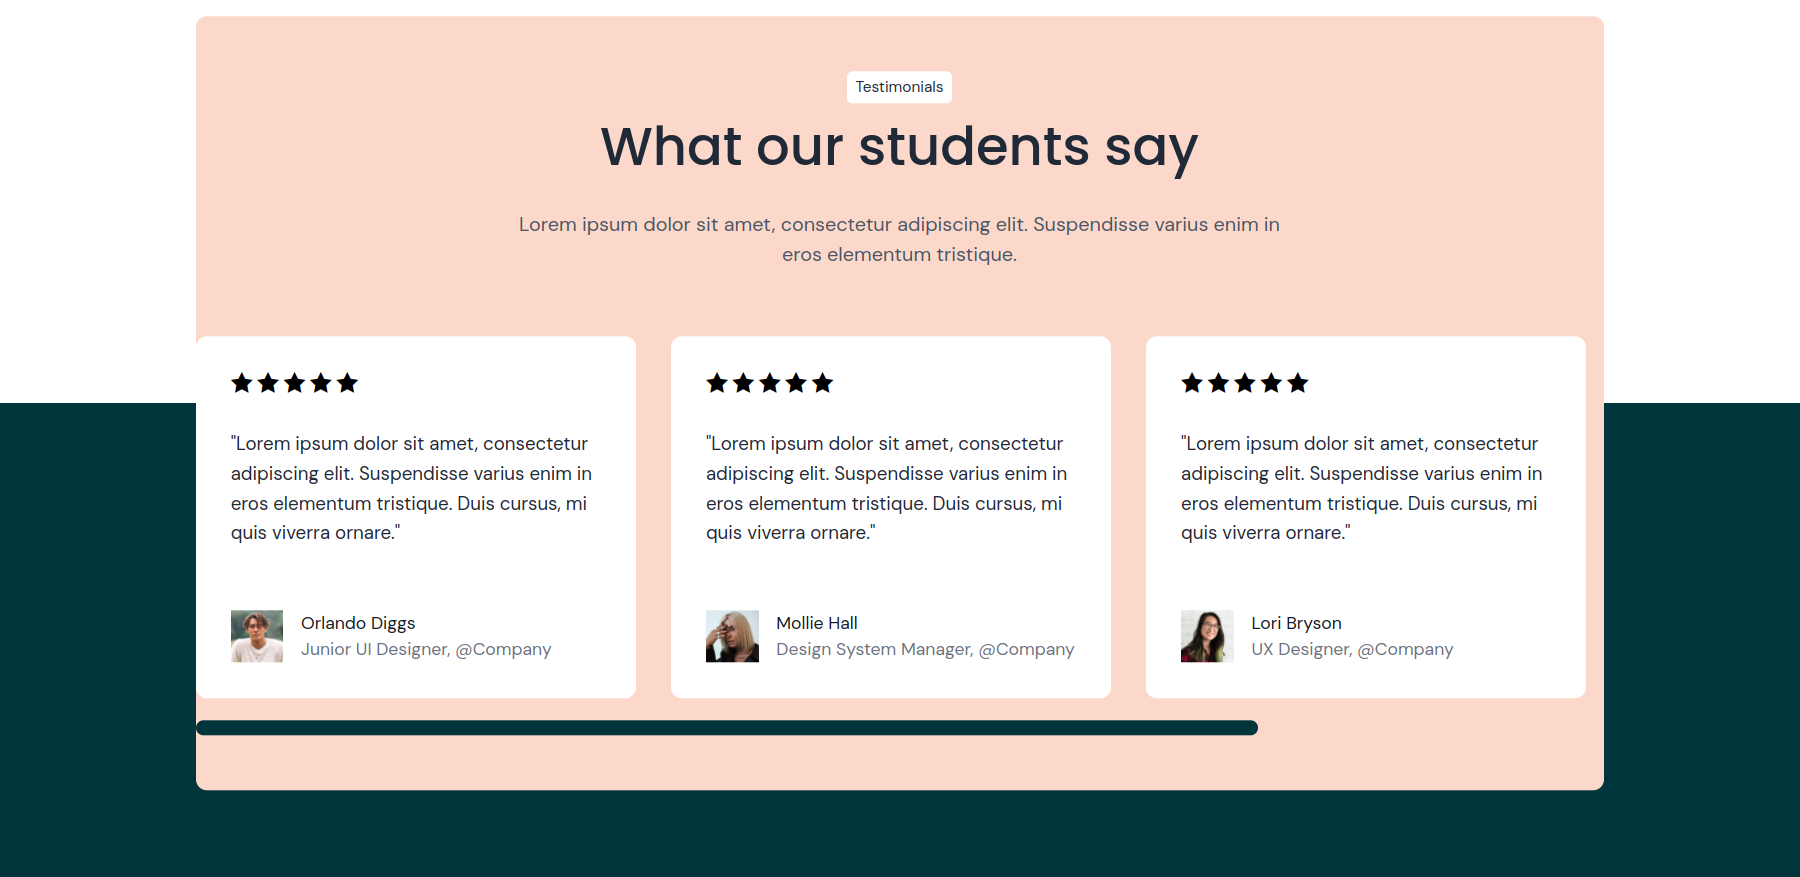 Testimonials
What our students say
Lorem ipsum dolor sit amet, consectetur adipiscing elit. Suspendisse varius enim in
eros elementum tristique.
"Lorem ipsum dolor sit amet, consectetur
adipiscing elit. Suspendisse varius enim in
eros elementum tristique. Duis cursus, mi
quis viverra ornare."
Orlando Diggs
Junior UI Designer, @Company
"Lorem ipsum dolor sit amet, consectetur
adipiscing elit. Suspendisse varius enim in
eros elementum tristique. Duis cursus, mi
quis viverra ornare."
Mollie Hall
Design System Manager, @Company
"Lorem ipsum dolor sit amet, consectetur
adipiscing elit. Suspendisse varius enim in
eros elementum tristique. Duis cursus, mi
quis viverra ornare."
Lori Bryson
UX Designer, @Company